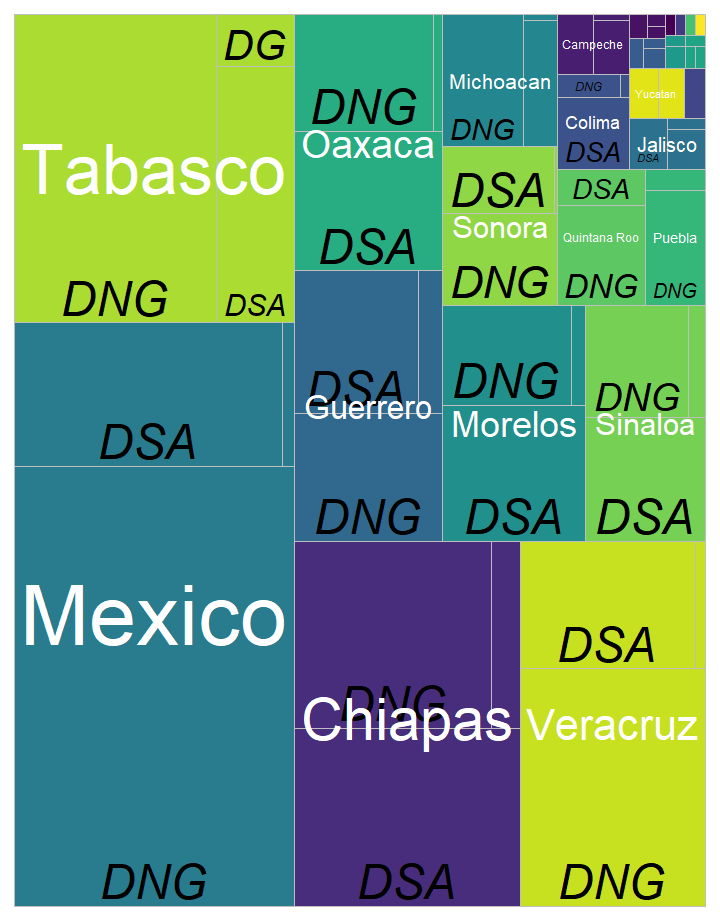 DG
Tabasco
DNG
DSA
DSA
Mexico
DNG
DNG
Oaxaca
DSA
DSA
Guerrero
DNG
DNG
Chiapas
DSA
DSA
Veracruz
DNG
Michoacan
DNG
DSA
Sonora
DNG
DNG
Morelos
DSA
DNG
Sinaloa
DSA
Campeche
DNG
Colima
DSA
Yucatan
Jalisco
DSA
DSA
Quintana Roo
DNG
Puebla
DNG